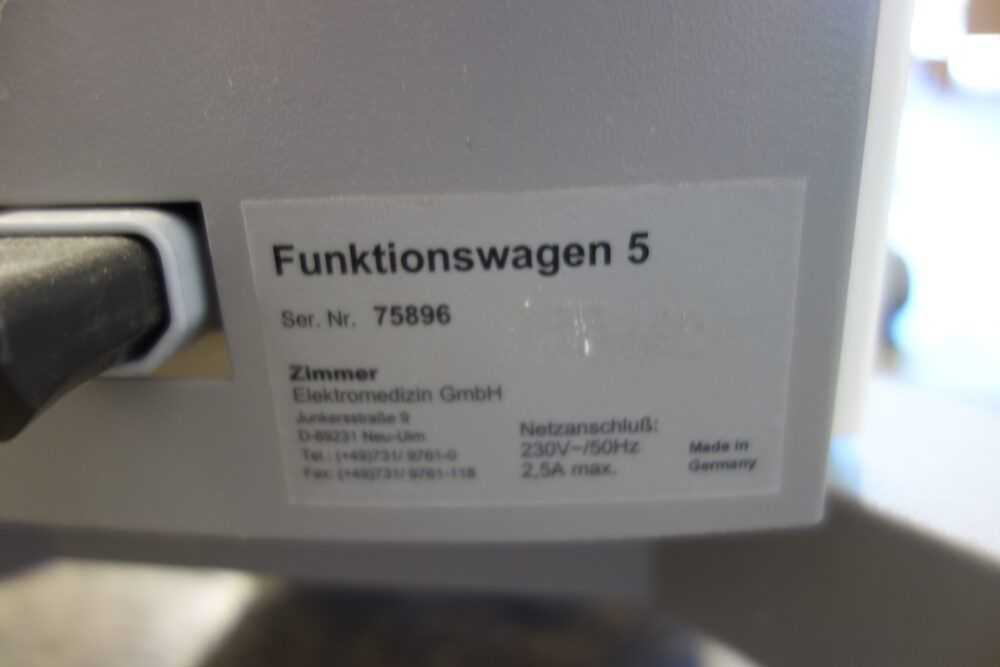 Funktionswagen 5
Ser. Nr. 75896
Zimmer
Elektromedizin GmbH
Junkersstraße 9
D-89231 Neu-Ulm
Tel.: (+49)731/ 9761-0
Fax: (+49)731/ 9761-118
Netzanschluß:
230V~/50Hz
2,5A max.
Made in
Germany